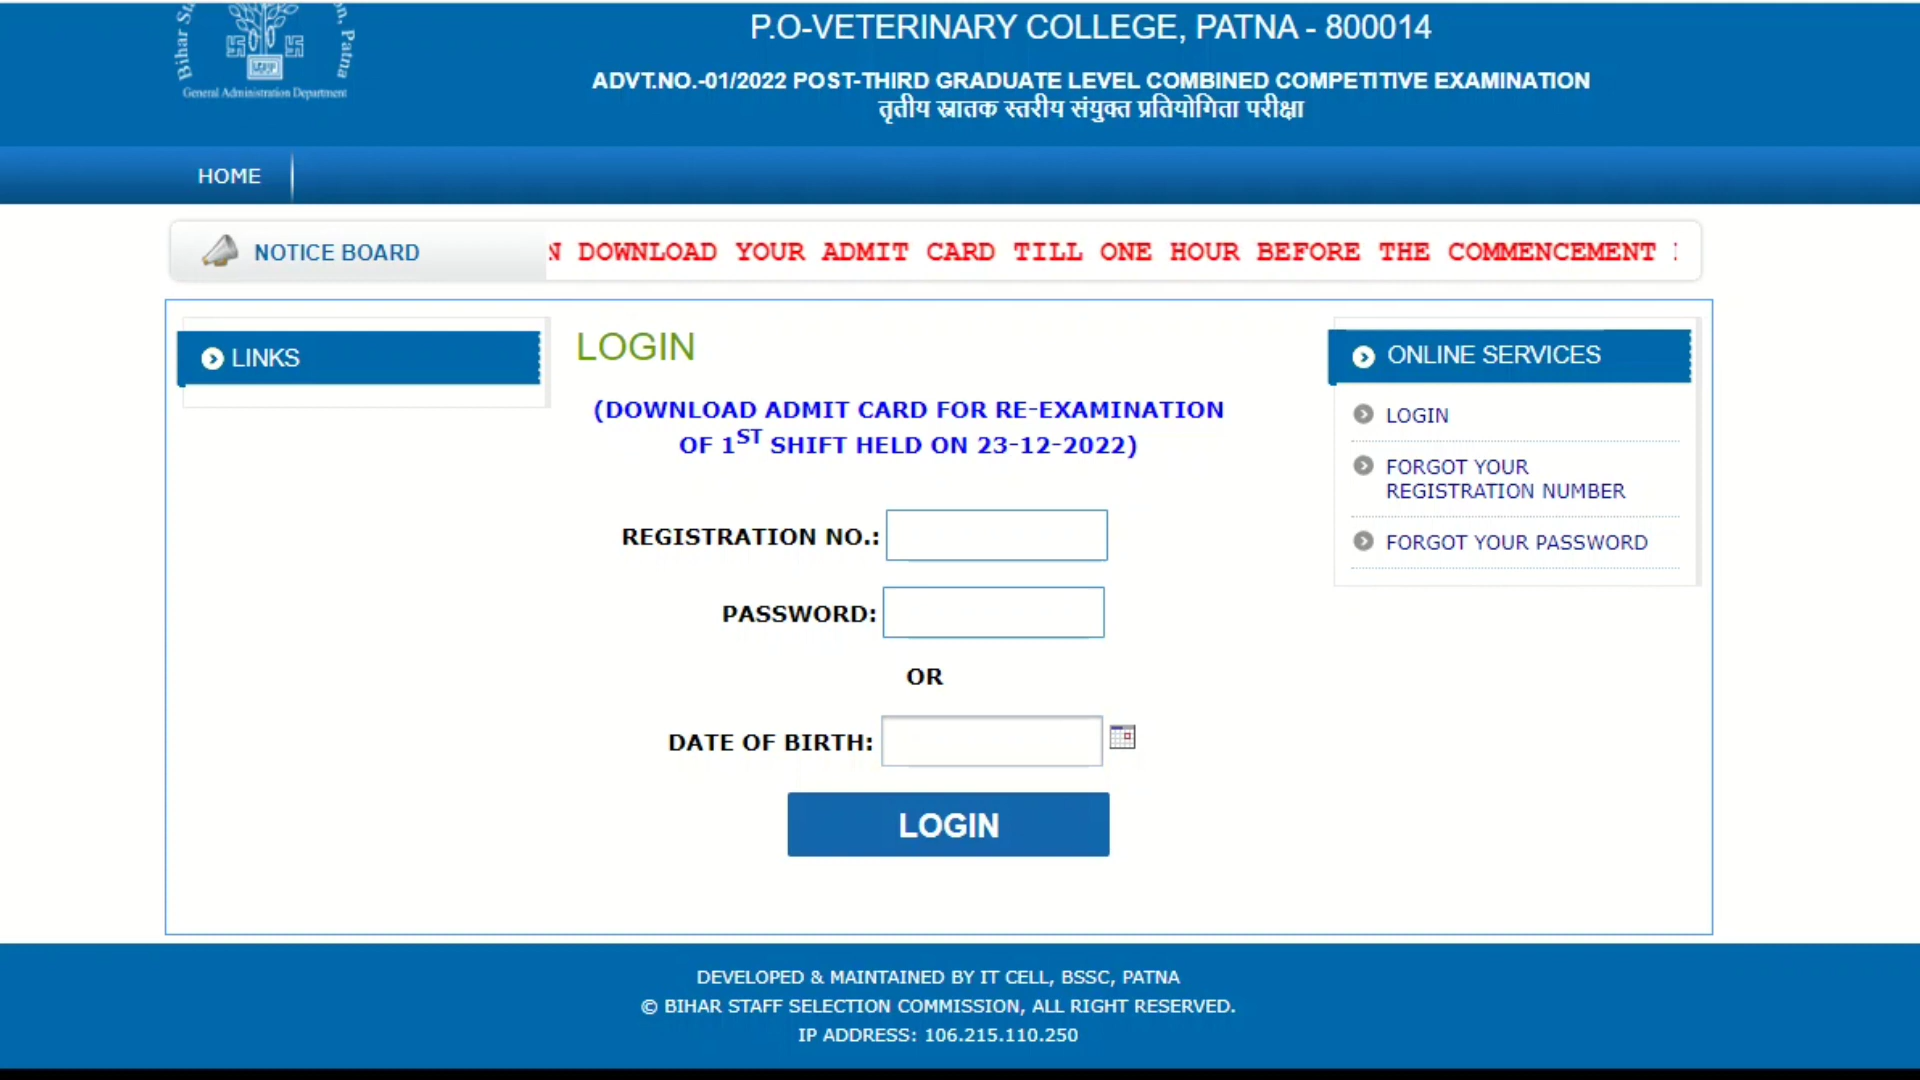 Bihar
n, Patna
General Administration Department
P.O-VETERINARY COLLEGE, PATNA - 800014
ADVT.NO.-01/2022 POST-THIRD GRADUATE LEVEL COMBINED COMPETITIVE EXAMINATION
तृतीय स्नातक स्तरीय संयुक्त प्रतियोगिता परीक्षा
HOME
NOTICE BOARD
N DOWNLOAD YOUR ADMIT CARD TILL ONE HOUR BEFORE THE COMMENCEMENT
LINKS
LOGIN
(DOWNLOAD ADMIT CARD FOR RE-EXAMINATION
OF 1ST SHIFT HELD ON 23-12-2022)
REGISTRATION NO.:
PASSWORD:
OR
DATE OF BIRTH:
LOGIN
ONLINE SERVICES
LOGIN
FORGOT YOUR
REGISTRATION NUMBER
FORGOT YOUR PASSWORD
DEVELOPED & MAINTAINED BY IT CELL, BSSC, PATNA
© BIHAR STAFF SELECTION COMMISSION, ALL RIGHT RESERVED.
IP ADDRESS: 106.215.110.250